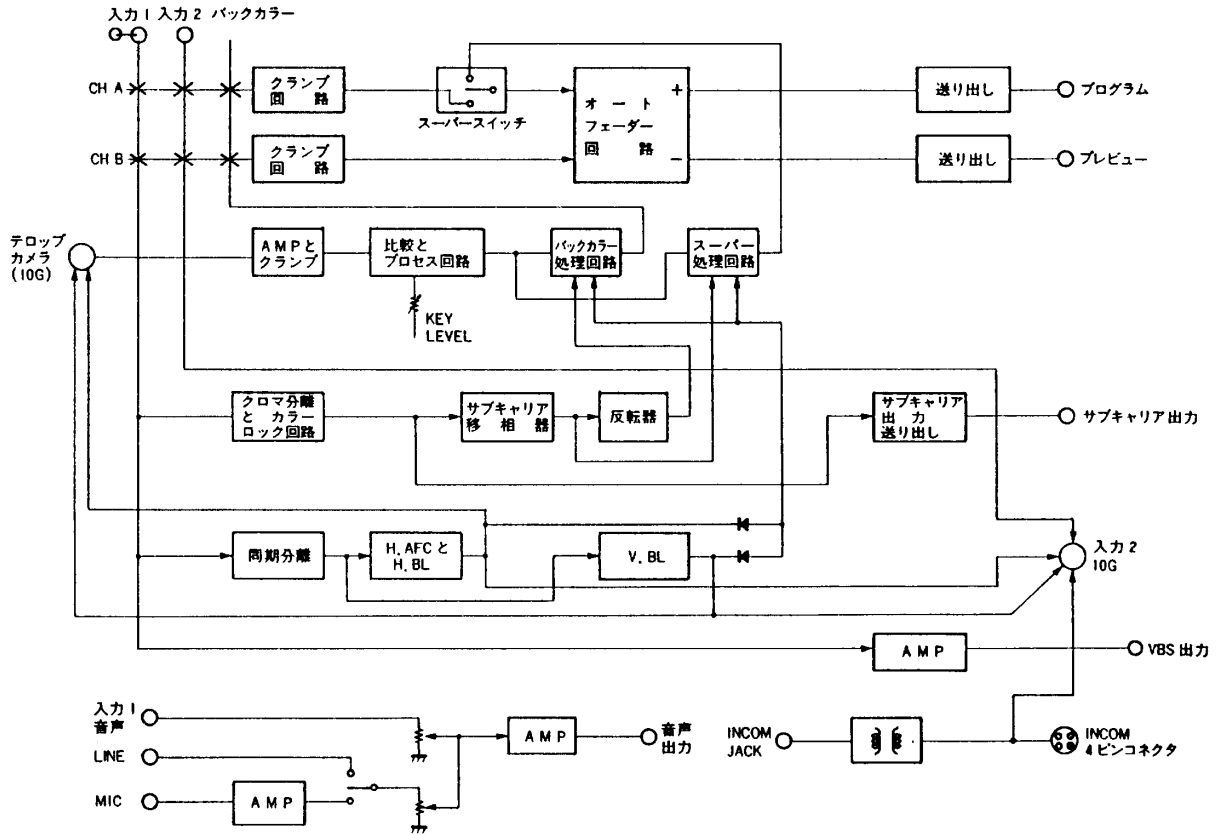 入力1 入力2 バックカラー
CH A
クランプ
回路
スーパースイッチ
オート
フェーダー
回路
+
−
送り出し
プログラム
CH B
クランプ
回路
送り出し
プレビュー
テロップ
カメラ
(10G)
AMPと
クランプ
比較と
プロセス回路
バックカラー
処理回路
スーパー
処理回路
KEY
LEVEL
クロマ分離
と カラー
ロック回路
サブキャリア
移相器
反転器
サブキャリア
出力
送り出し
サブキャリア出力
同期分離
H.AFCと
H.BL
V.BL
入力2
10G
AMP
VBS出力
入力1
音声
LINE
MIC
AMP
AMP
音声
出力
INCOM
JACK
INCOM
4ピンコネクタ